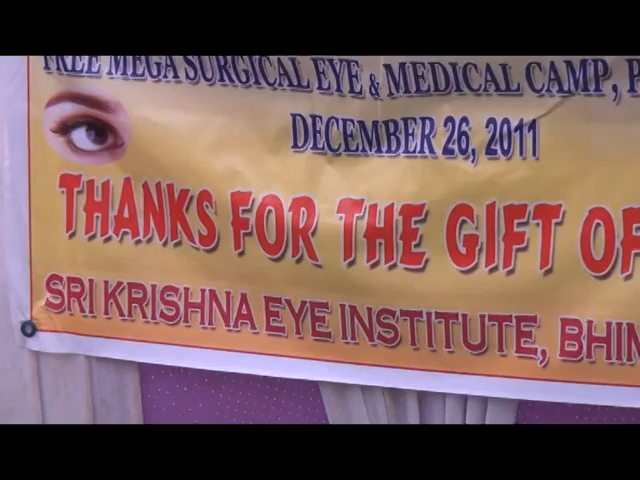 FREE MEGA SURGICAL EYE & MEDICAL CAMP,
DECEMBER 26, 2011
THANKS FOR THE GIFT OF
SRI KRISHNA EYE INSTITUTE,